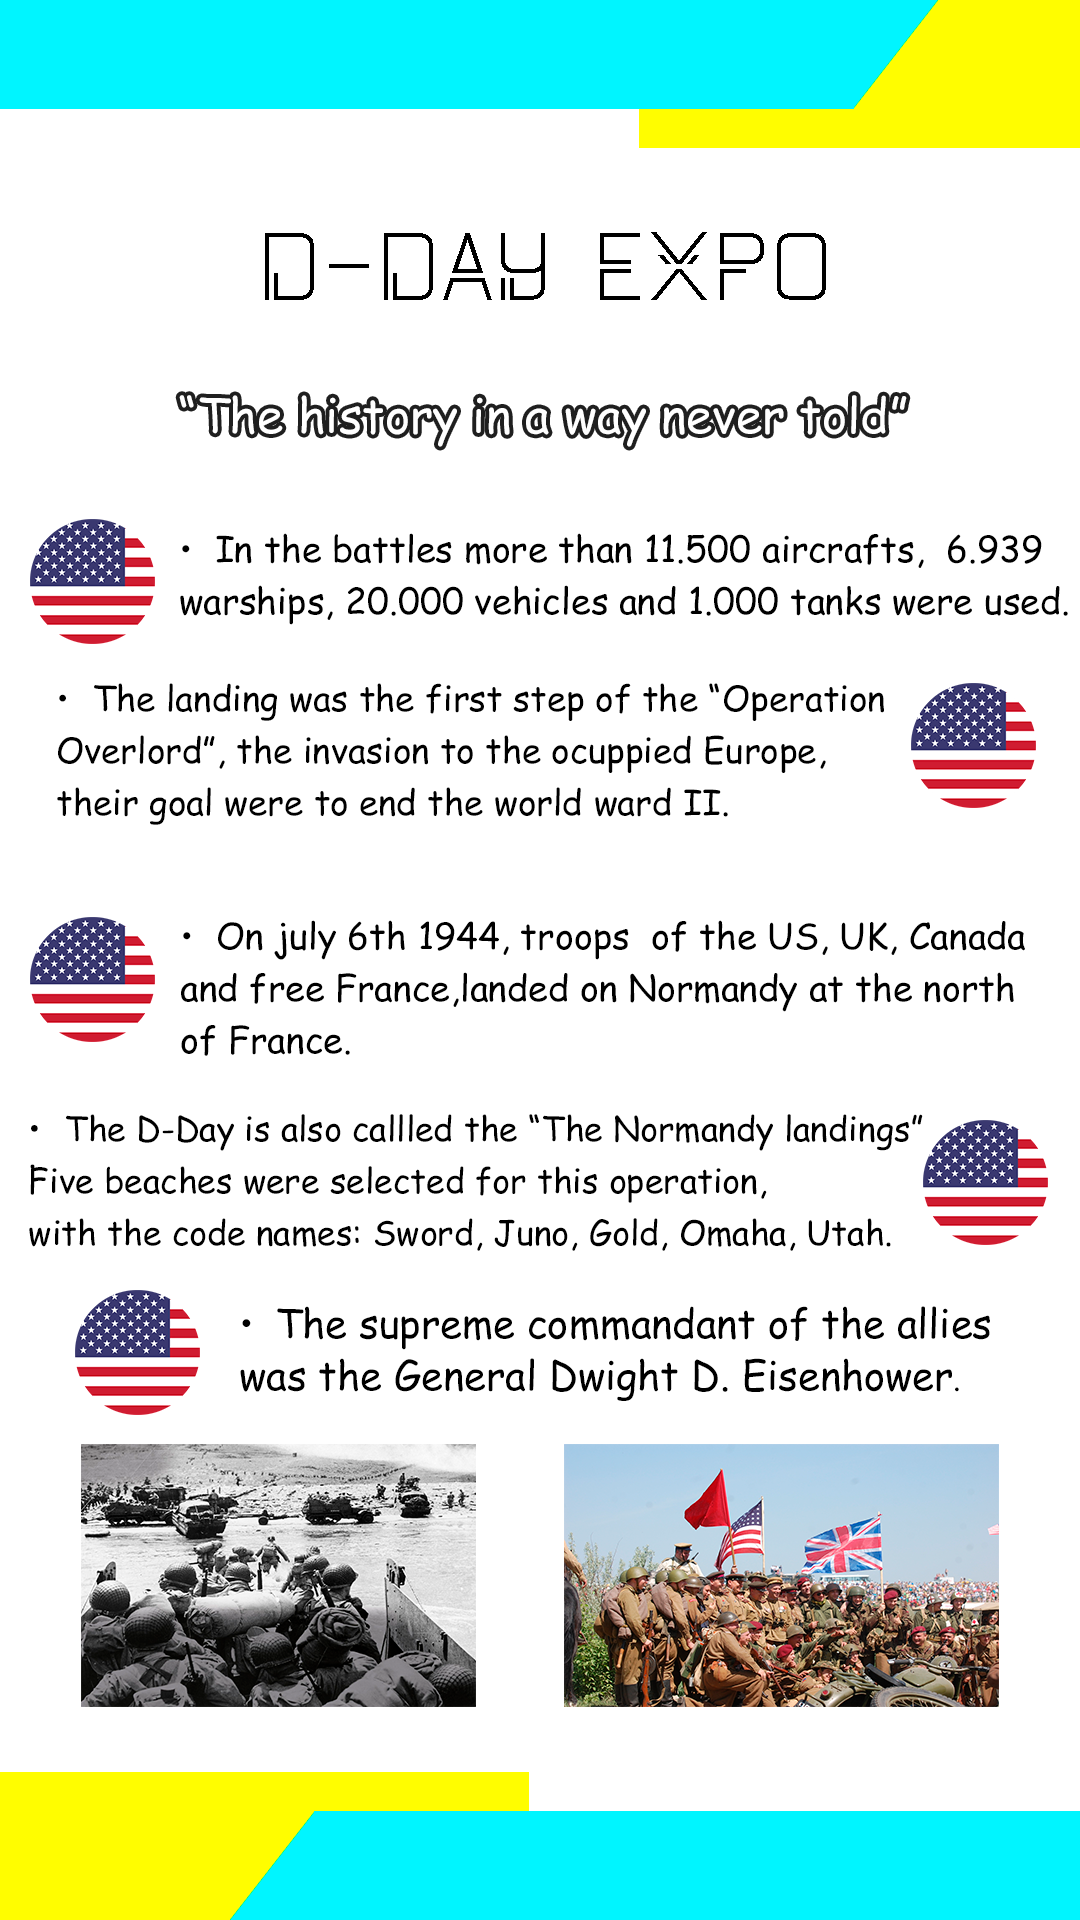 D-DAY EXPO
“The history in a way never told”
• In the battles more than 11.500 aircrafts, 6.939
warships, 20.000 vehicles and 1.000 tanks were used.
• The landing was the first step of the “Operation
Overlord”, the invasion to the ocuppied Europe,
their goal were to end the world ward II.
• On july 6th 1944, troops of the US, UK, Canada
and free France,landed on Normandy at the north
of France.
• The D-Day is also callled the “The Normandy landings”
Five beaches were selected for this operation,
with the code names: Sword, Juno, Gold, Omaha, Utah.
• The supreme commandant of the allies
was the General Dwight D. Eisenhower.